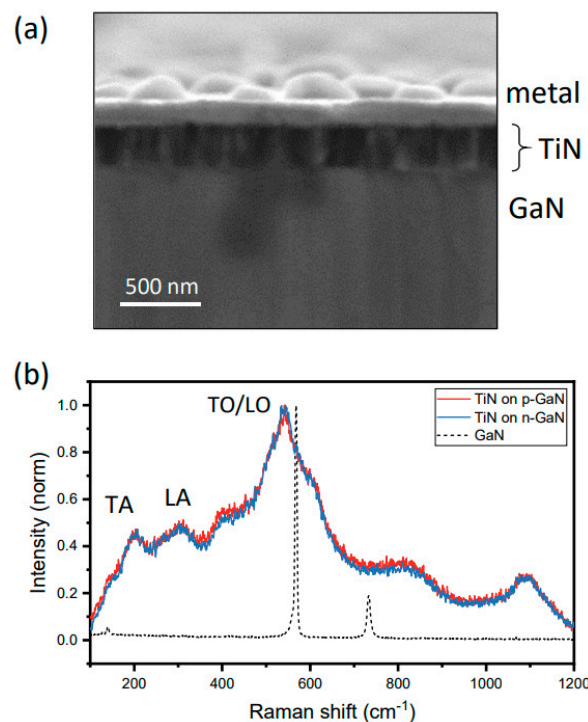 (a)
metal
TiN
GaN
500 nm
(b)
TO/LO
TA
LA
TiN on p-GaN
TiN on n-GaN
GaN
1.0
0.8
0.6
0.4
0.2
0.0
Intensity (norm)
200 400 600 800 1000 1200
Raman shift (cm⁻¹)